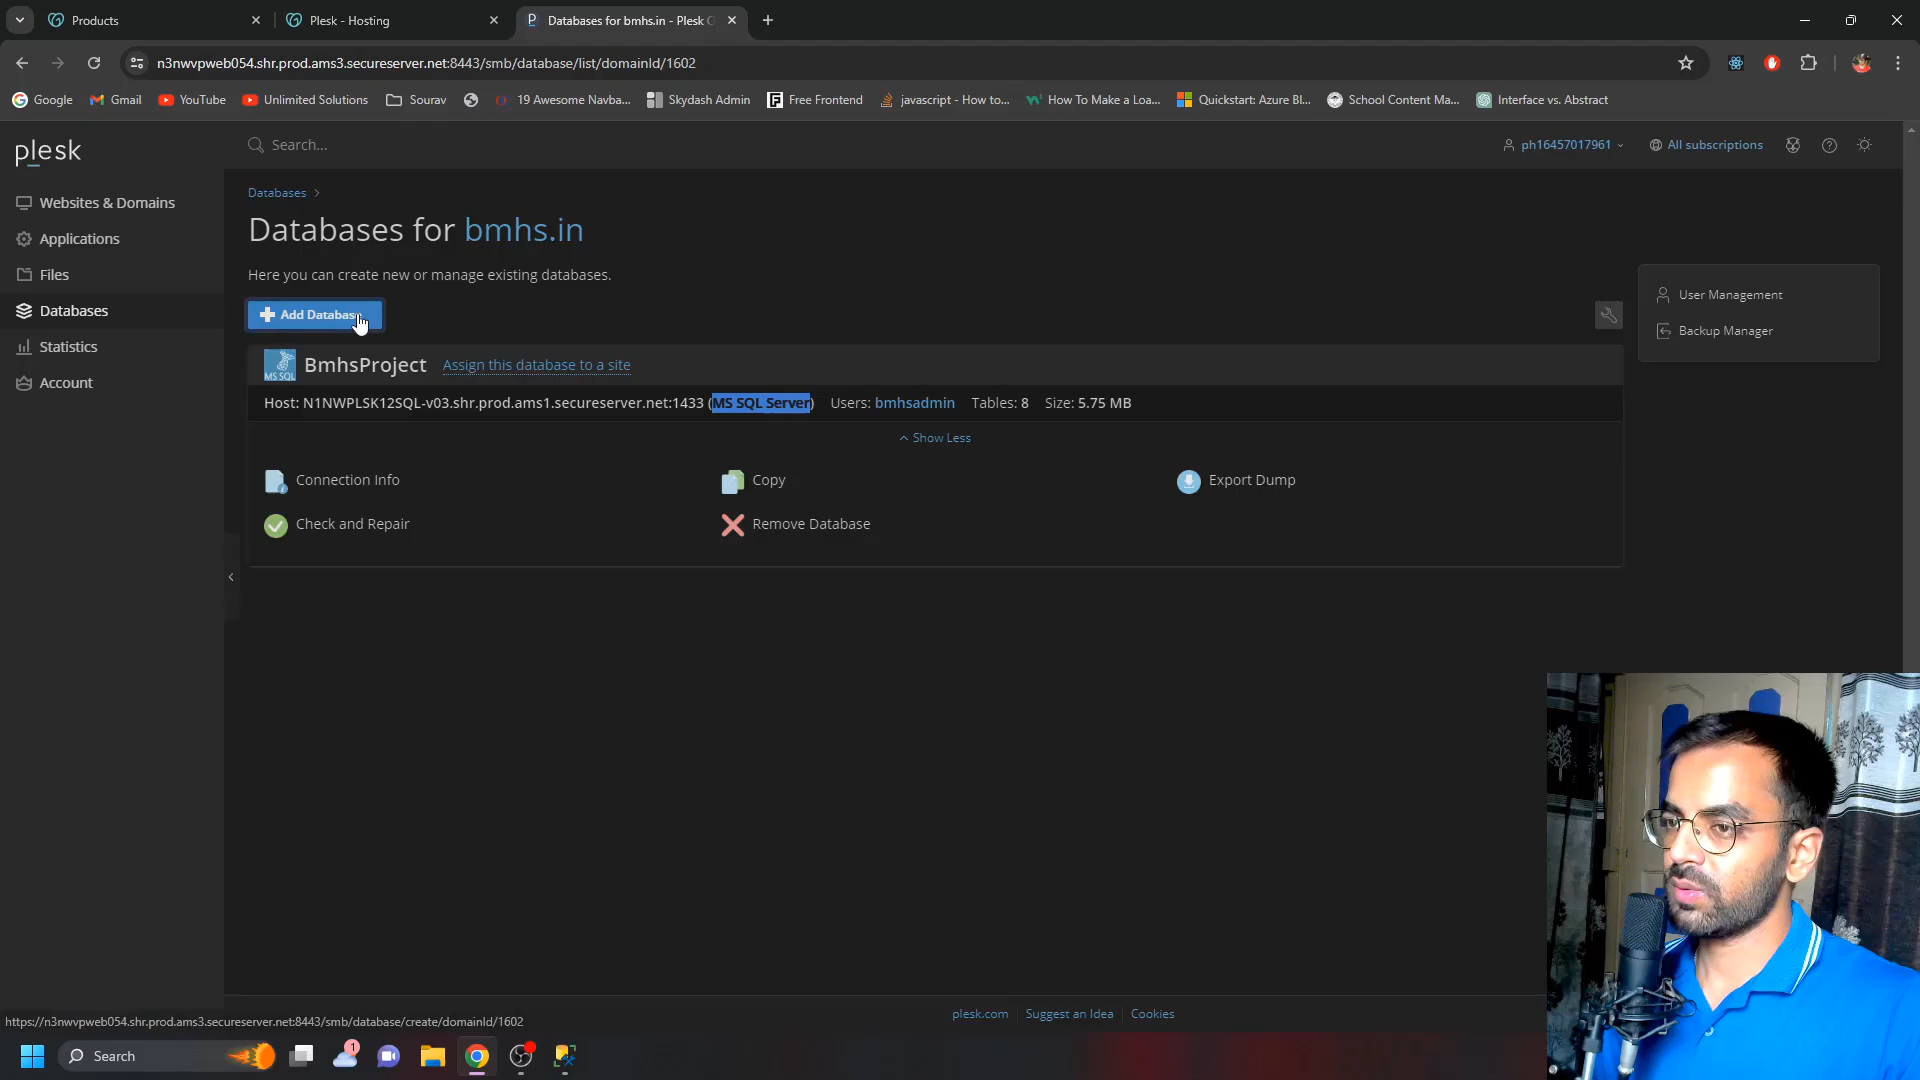 Products
Plesk - Hosting
Databases for bmhs.in - Plesk
n3nwvpweb054.shr.prod.ams3.secureserver.net:8443/smb/database/list/domainId/1602
Google
Gmail
YouTube
Unlimited Solutions
Sourav
19 Awesome Navba...
Skydash Admin
Free Frontend
javascript - How to...
How To Make a Loa...
Quickstart: Azure Bl...
School Content Ma...
Interface vs. Abstract
plesk
Search...
ph16457017961
All subscriptions
Websites & Domains
Applications
Files
Databases
Statistics
Account
Databases >
Databases for bmhs.in
Here you can create new or manage existing databases.
Add Database
User Management
Backup Manager
MS SQL
BmhsProject Assign this database to a site
Host: N1NWPLSK12SQL-v03.shr.prod.ams1.secureserver.net:1433 (MS SQL Server) Users: bmhsadmin Tables: 8 Size: 5.75 MB
Show Less
Connection Info
Copy
Export Dump
Check and Repair
Remove Database
plesk.com
Suggest an Idea
Cookies
https://n3nwvpweb054.shr.prod.ams3.secureserver.net:8443/smb/database/create/domainId/1602
Search
1